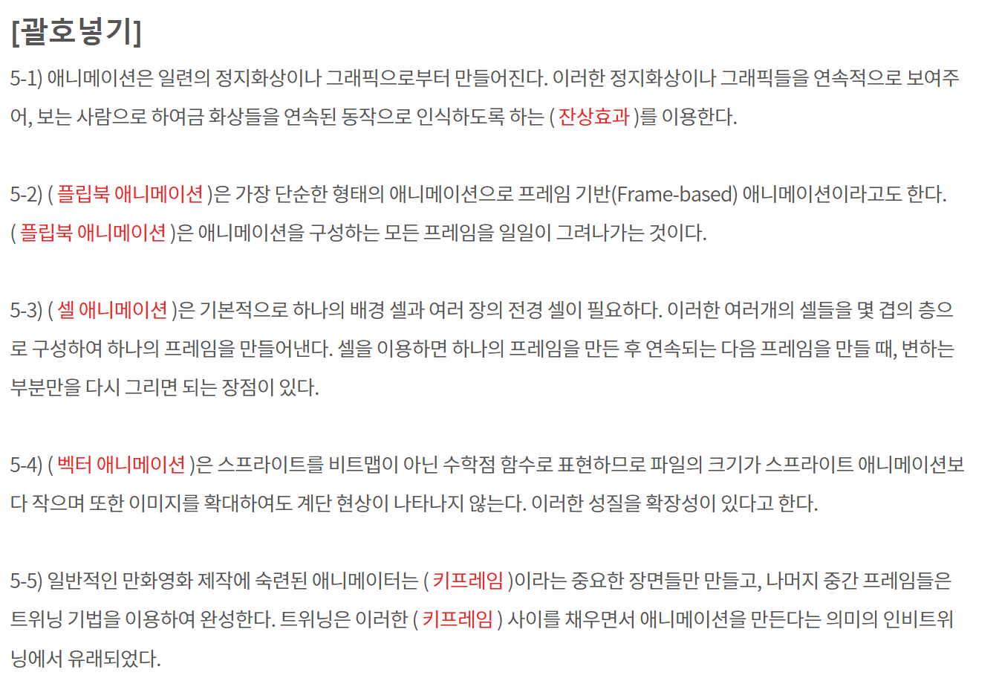 [괄호넣기]
5-1) 애니메이션은 일련의 정지화상이나 그래픽으로부터 만들어진다. 이러한 정지화상이나 그래픽들을 연속적으로 보여주
어, 보는 사람으로 하여금 화상들을 연속된 동작으로 인식하도록 하는 ( 잔상효과 )를 이용한다.
5-2) ( 플립북 애니메이션 )은 가장 단순한 형태의 애니메이션으로 프레임 기반(Frame-based) 애니메이션이라고도 한다.
( 플립북 애니메이션 )은 애니메이션을 구성하는 모든 프레임을 일일이 그려나가는 것이다.
5-3) ( 셀 애니메이션 )은 기본적으로 하나의 배경 셀과 여러 장의 전경 셀이 필요하다. 이러한 여러개의 셀들을 몇 겹의 층으
로 구성하여 하나의 프레임을 만들어낸다. 셀을 이용하면 하나의 프레임을 만든 후 연속되는 다음 프레임을 만들 때, 변하는
부분만을 다시 그리면 되는 장점이 있다.
5-4) ( 벡터 애니메이션 )은 스프라이트를 비트맵이 아닌 수학점 함수로 표현하므로 파일의 크기가 스프라이트 애니메이션보
다 작으며 또한 이미지를 확대하여도 계단 현상이 나타나지 않는다. 이러한 성질을 확장성이 있다고 한다.
5-5) 일반적인 만화영화 제작에 숙련된 애니메이터는 ( 키프레임 )이라는 중요한 장면들만 만들고, 나머지 중간 프레임들은
트위닝 기법을 이용하여 완성한다. 트위닝은 이러한 ( 키프레임 ) 사이를 채우면서 애니메이션을 만든다는 의미의 인비트위
닝에서 유래되었다.